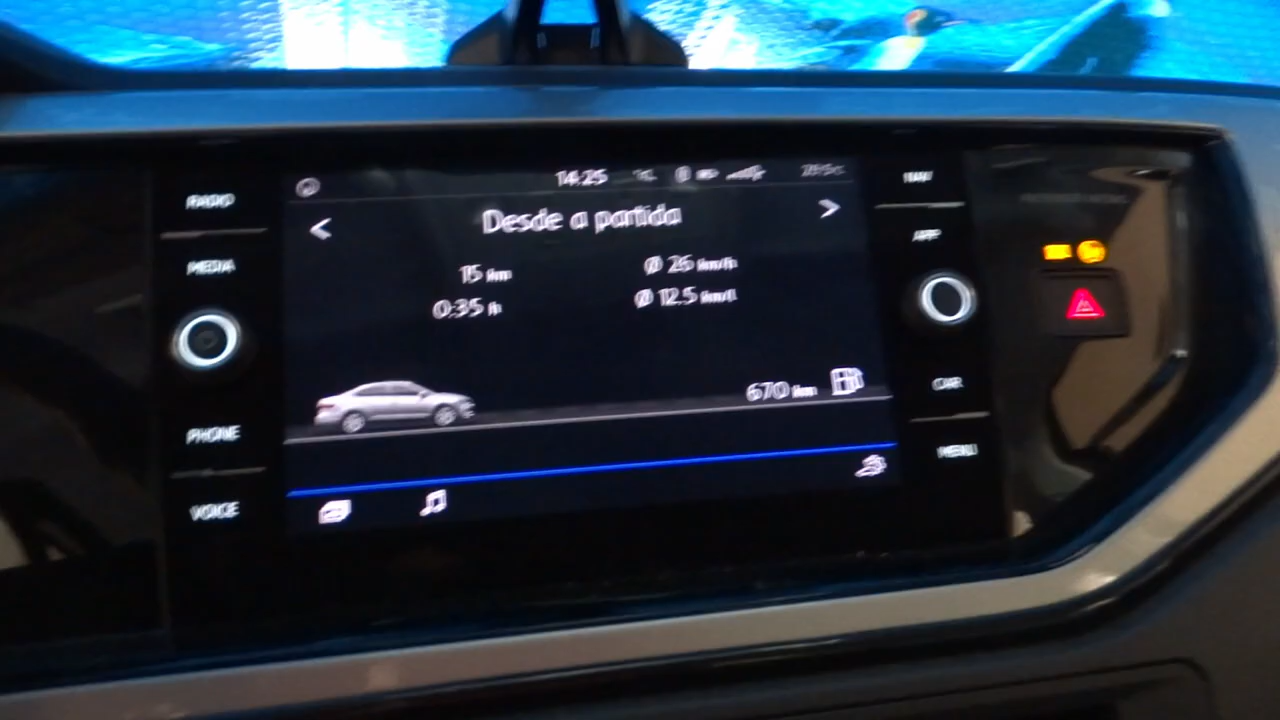 RADIO
MEDIA
PHONE
VOICE
14:25
Desde a partida
15 km
Ø 26 km/h
0:35 h
Ø 12.5 km/l
670 km
NAV
APP
CAR
MENU